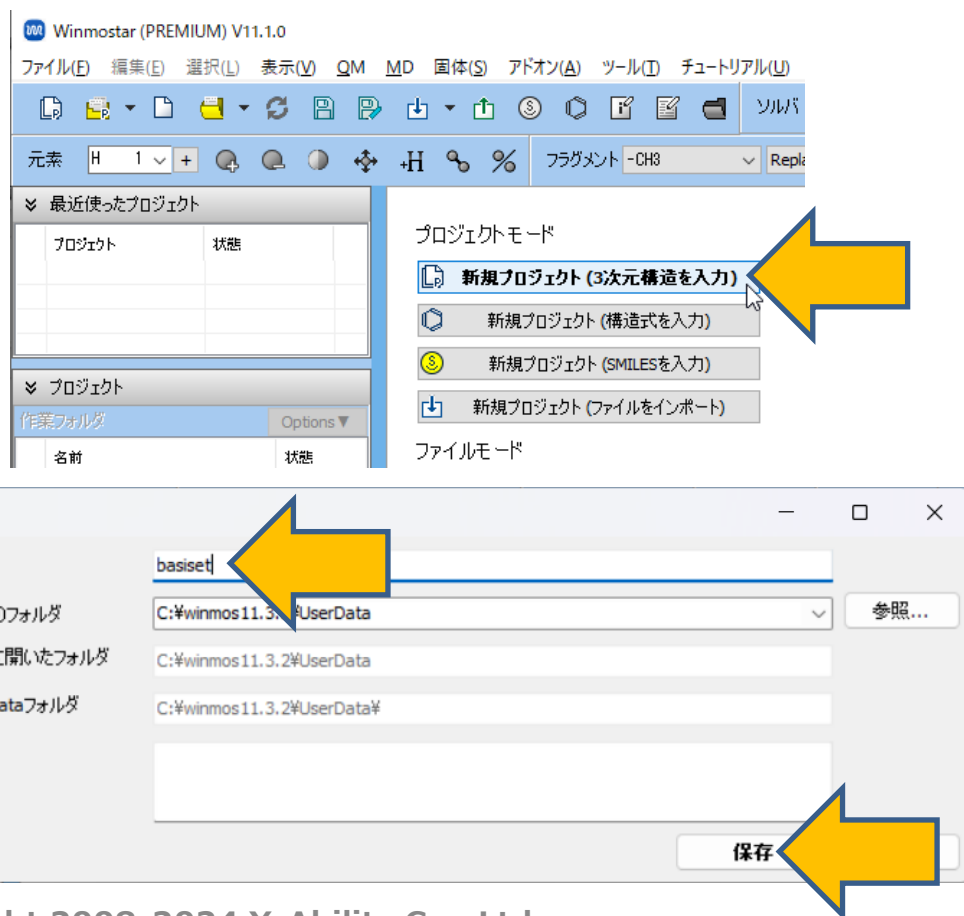 Winmostar (PREMIUM) V11.1.0
ファイル(F) 編集(E) 選択(L) 表示(V) QM MD 固体(S) アドオン(A) ツール(T) チュートリアル(U)
ソルバ
元素 H 1 + +H フラグメント -CH3 Repla
最近使ったプロジェクト
プロジェクト 状態
プロジェクトモード
新規プロジェクト (3次元構造を入力)
新規プロジェクト (構造式を入力)
新規プロジェクト (SMILESを入力)
新規プロジェクト (ファイルをインポート)
プロジェクト
作業フォルダ Options▼
名前 状態
ファイルモード
basiset
のフォルダ C:¥winmos11.3. ¥UserData 参照...
に開いたフォルダ C:¥winmos11.3.2¥UserData
ataフォルダ C:¥winmos11.3.2¥UserData¥
保存